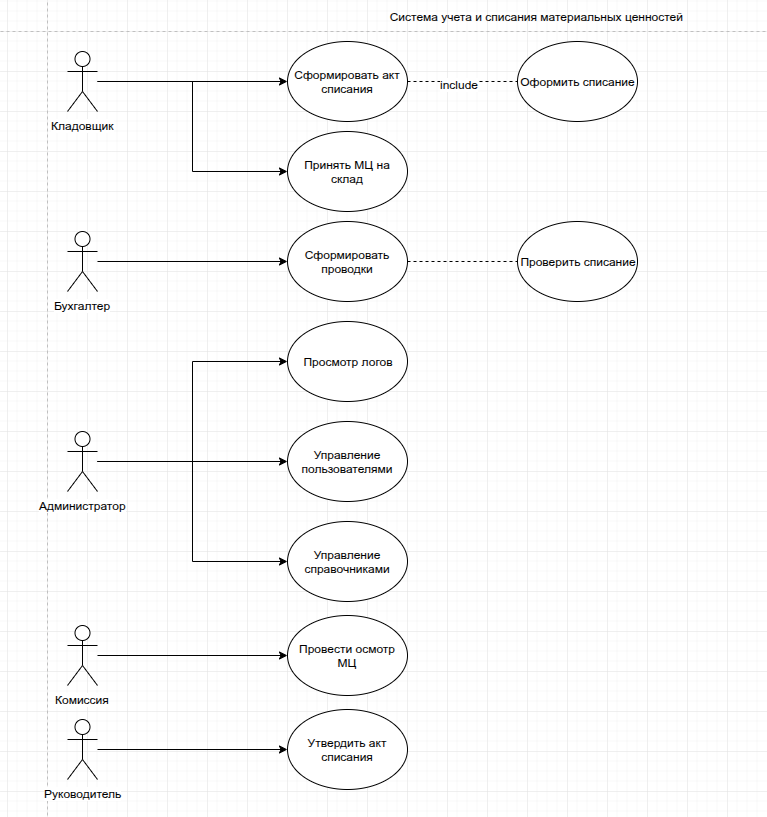 Система учета и списания материальных ценностей
Сформировать акт
списания
include
Оформить списание
Кладовщик
Принять МЦ на
склад
Сформировать
проводки
Проверить списание
Бухгалтер
Просмотр логов
Управление
пользователями
Администратор
Управление
справочниками
Провести осмотр
МЦ
Комиссия
Утвердить акт
списания
Руководитель